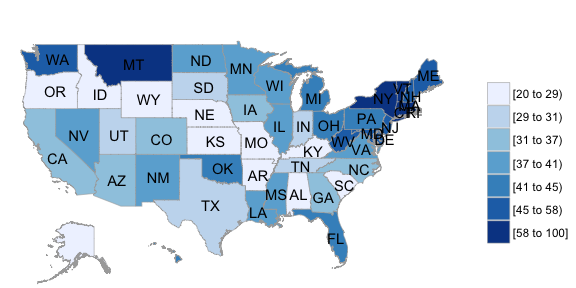 WA
MT
ND
MN
ME
OR
ID
WY
SD
WI
MI
NY
VT
NH
NV
UT
CO
NE
IA
IL
IN
OH
PA
NJ
CA
AZ
NM
KS
OK
MO
AR
KY
TN
WV
VA
MD
DE
NC
SC
TX
LA
MS
AL
GA
FL
RI
[20 to 29)
[29 to 31)
[31 to 37)
[37 to 41)
[41 to 45)
[45 to 58)
[58 to 100]